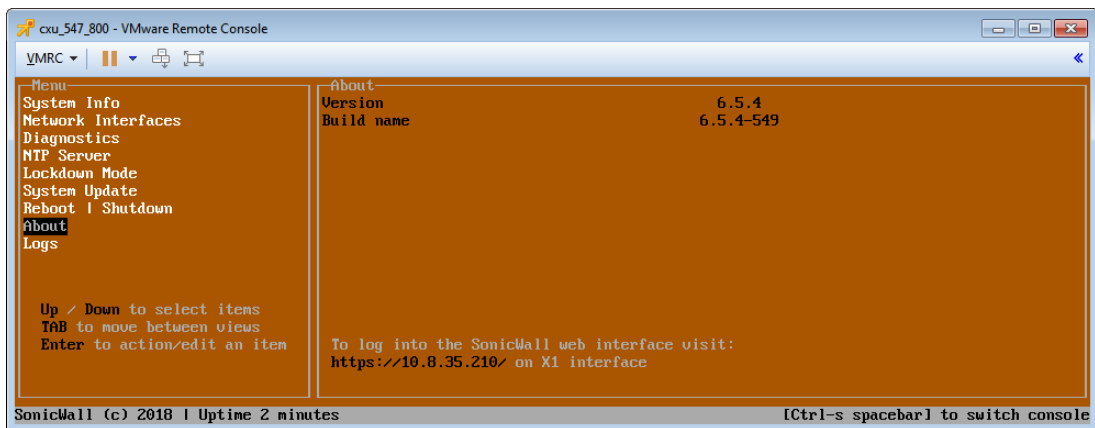 cxu_547_800 - VMware Remote Console
VMRC
Menu
System Info
Network Interfaces
Diagnostics
NTP Server
Lockdown Mode
System Update
Reboot | Shutdown
About
Logs
Up / Down to select items
TAB to move between views
Enter to action/edit an item
About
Version 6.5.4
Build name 6.5.4-549
To log into the SonicWall web interface visit:
https://10.8.35.210/ on X1 interface
SonicWall (c) 2018 | Uptime 2 minutes [Ctrl-s spacebar] to switch console